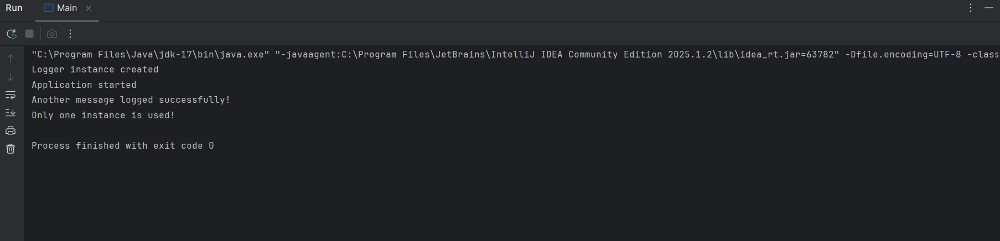 Run Main
"C:\Program Files\Java\jdk-17\bin\java.exe" "-javaagent:C:\Program Files\JetBrains\IntelliJ IDEA Community Edition 2025.1.2\lib\idea_rt.jar=63782" -Dfile.encoding=UTF-8 -class
Logger instance created
Application started
Another message logged successfully!
Only one instance is used!
Process finished with exit code 0